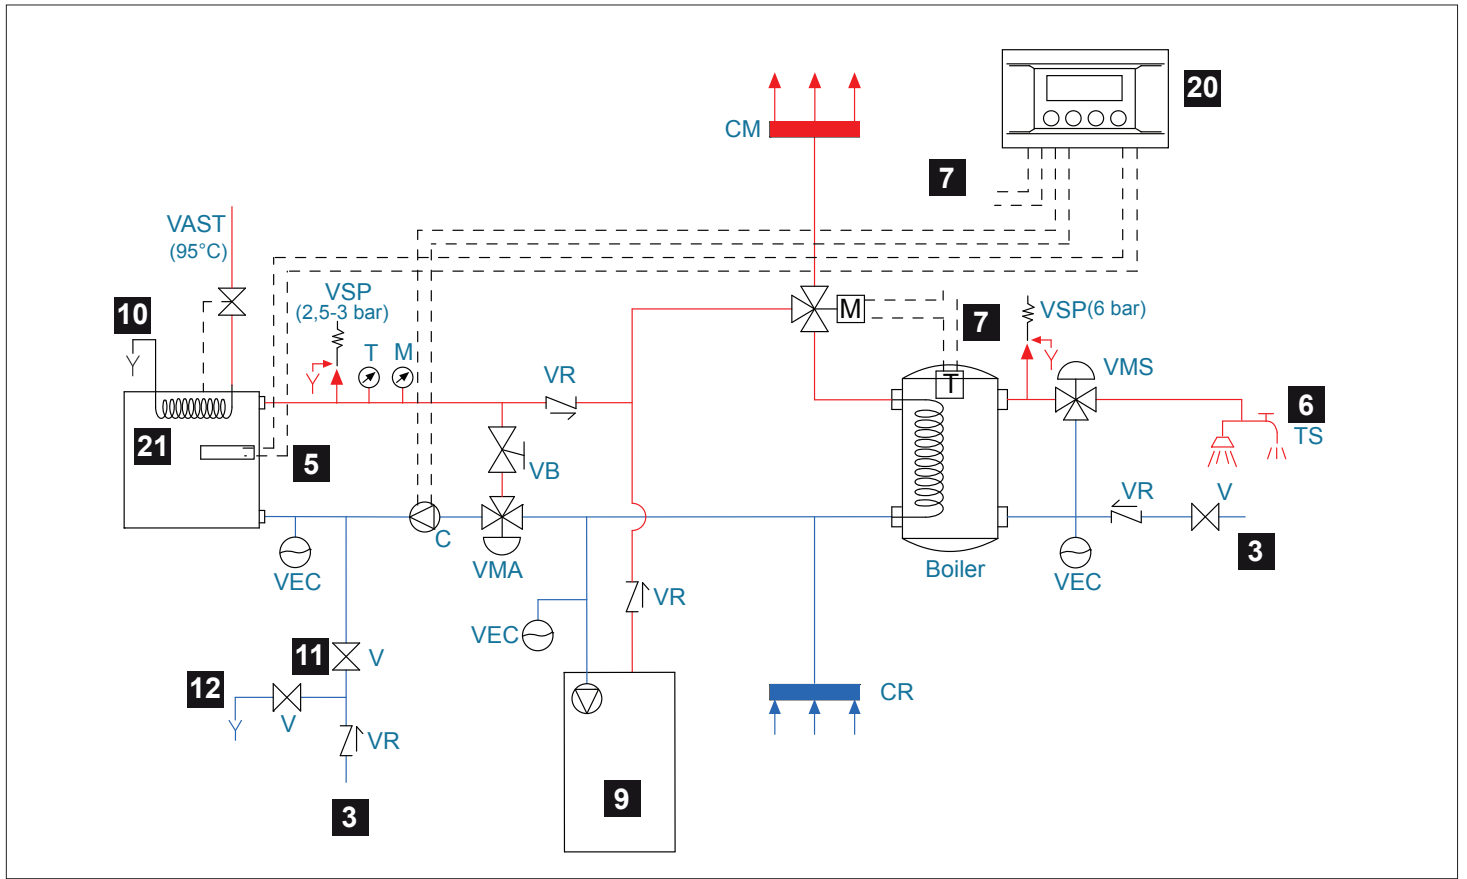 20
CM
7
VAST
(95°C)
VSP
(2,5-3 bar)
10
T
M
M
7
VSP(6 bar)
VR
VMS
T
6
TS
21
5
VB
VR
V
C
VMA
3
VEC
Boiler
VEC
VR
VEC
11
V
12
V
CR
VR
9
3